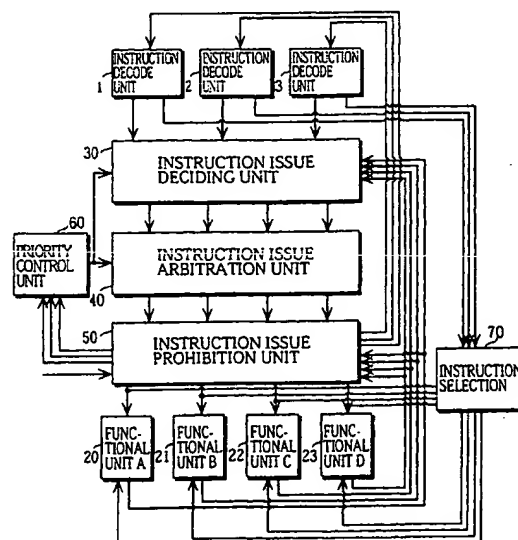 INSTRUCTION
DECODE
UNIT
1
INSTRUCTION
DECODE
UNIT
2
INSTRUCTION
DECODE
UNIT
3
30
INSTRUCTION ISSUE
DECIDING UNIT
60
PRIORITY
CONTROL
UNIT
INSTRUCTION ISSUE
ARBITRATION UNIT
40
50
INSTRUCTION ISSUE
PROHIBITION UNIT
70
INSTRUCTION
SELECTION
FUNC-
TIONAL
UNIT A
20
FUNC-
TIONAL
UNIT B
21
FUNC-
TIONAL
UNIT C
22
FUNC-
TIONAL
UNIT D
23